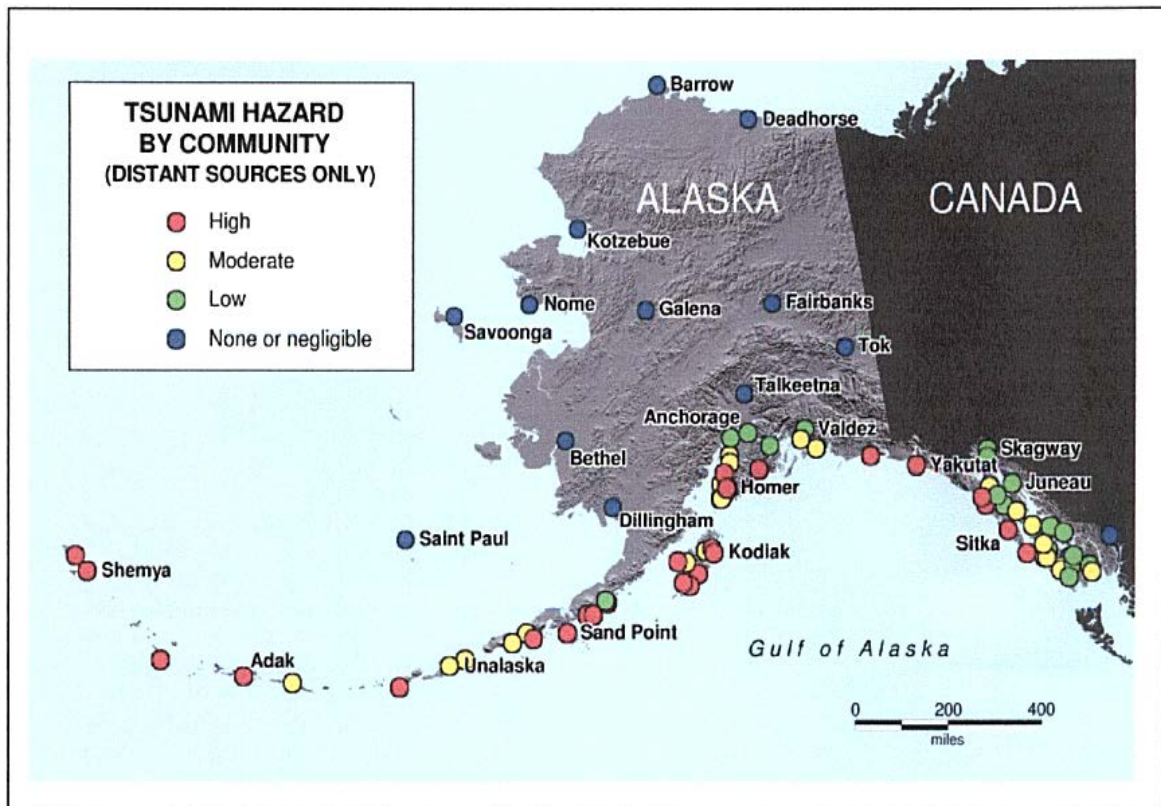 TSUNAMI HAZARD
BY COMMUNITY
(DISTANT SOURCES ONLY)
High
Moderate
Low
None or negligible
Barrow
Deadhorse
ALASKA
CANADA
Kotzebue
Nome
Galena
Fairbanks
Savoonga
Tok
Talkeetna
Anchorage
Valdez
Bethel
Skagway
Yakutat
Juneau
Homer
Dillingham
Saint Paul
Sitka
Kodiak
Shemya
Sand Point
Gulf of Alaska
Adak
Unalaska
0 200 400
miles